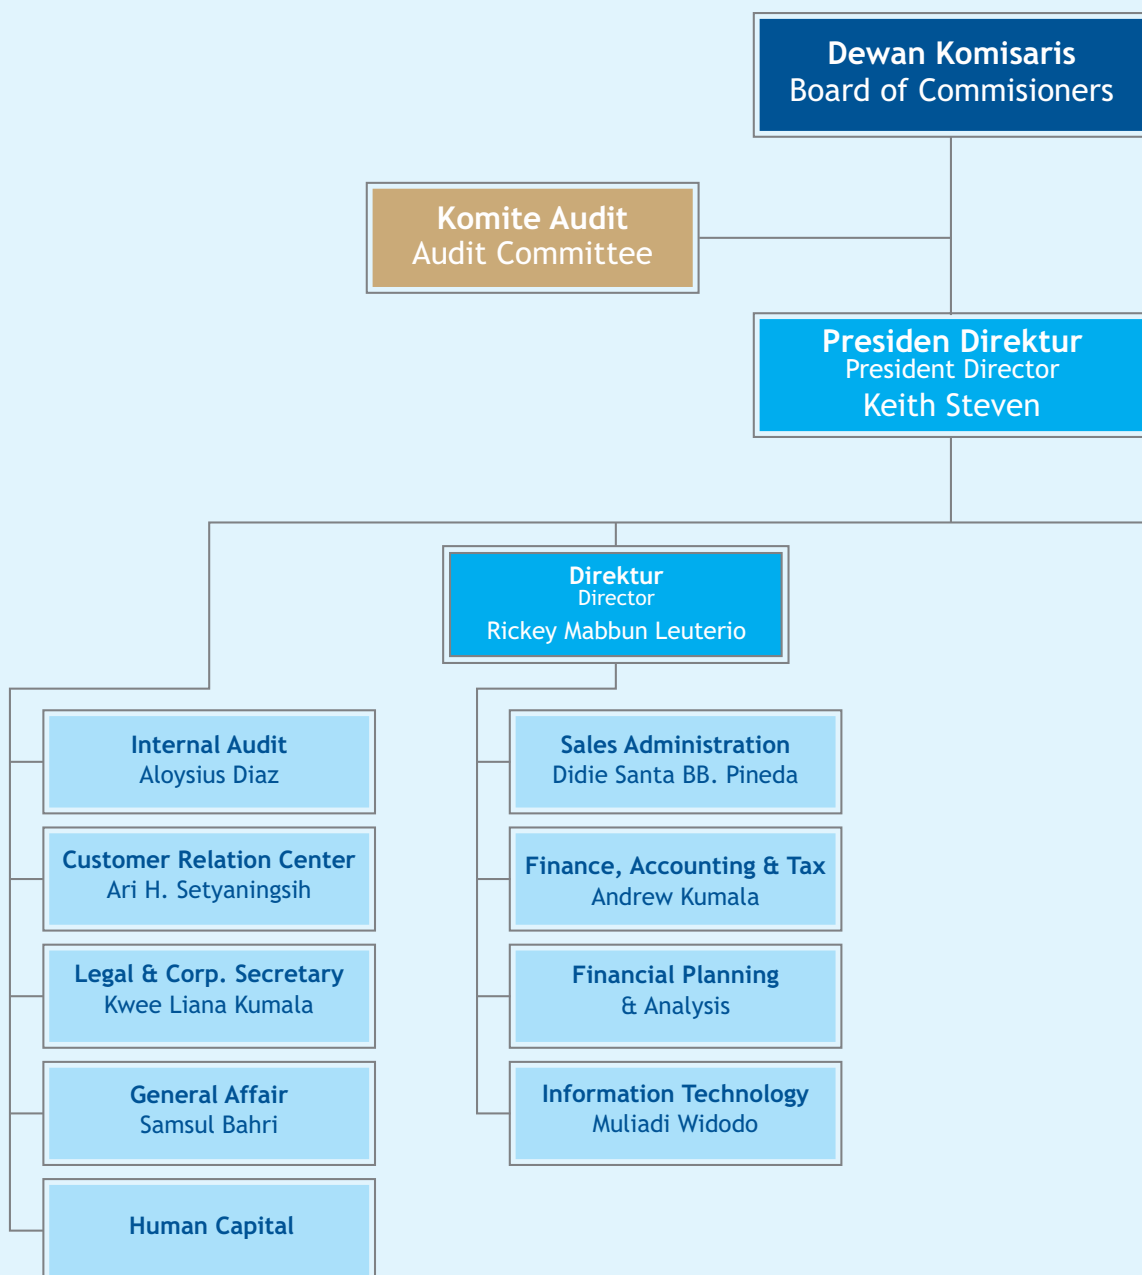 Dewan Komisaris
Board of Commisioners
Komite Audit
Audit Committee
Presiden Direktur
President Director
Keith Steven
Direktur
Director
Rickey Mabbun Leuterio
Internal Audit
Aloysius Diaz
Customer Relation Center
Ari H. Setyaningsih
Legal & Corp. Secretary
Kwee Liana Kumala
General Affair
Samsul Bahri
Human Capital
Sales Administration
Didie Santa BB. Pineda
Finance, Accounting & Tax
Andrew Kumala
Financial Planning
& Analysis
Information Technology
Muliadi Widodo